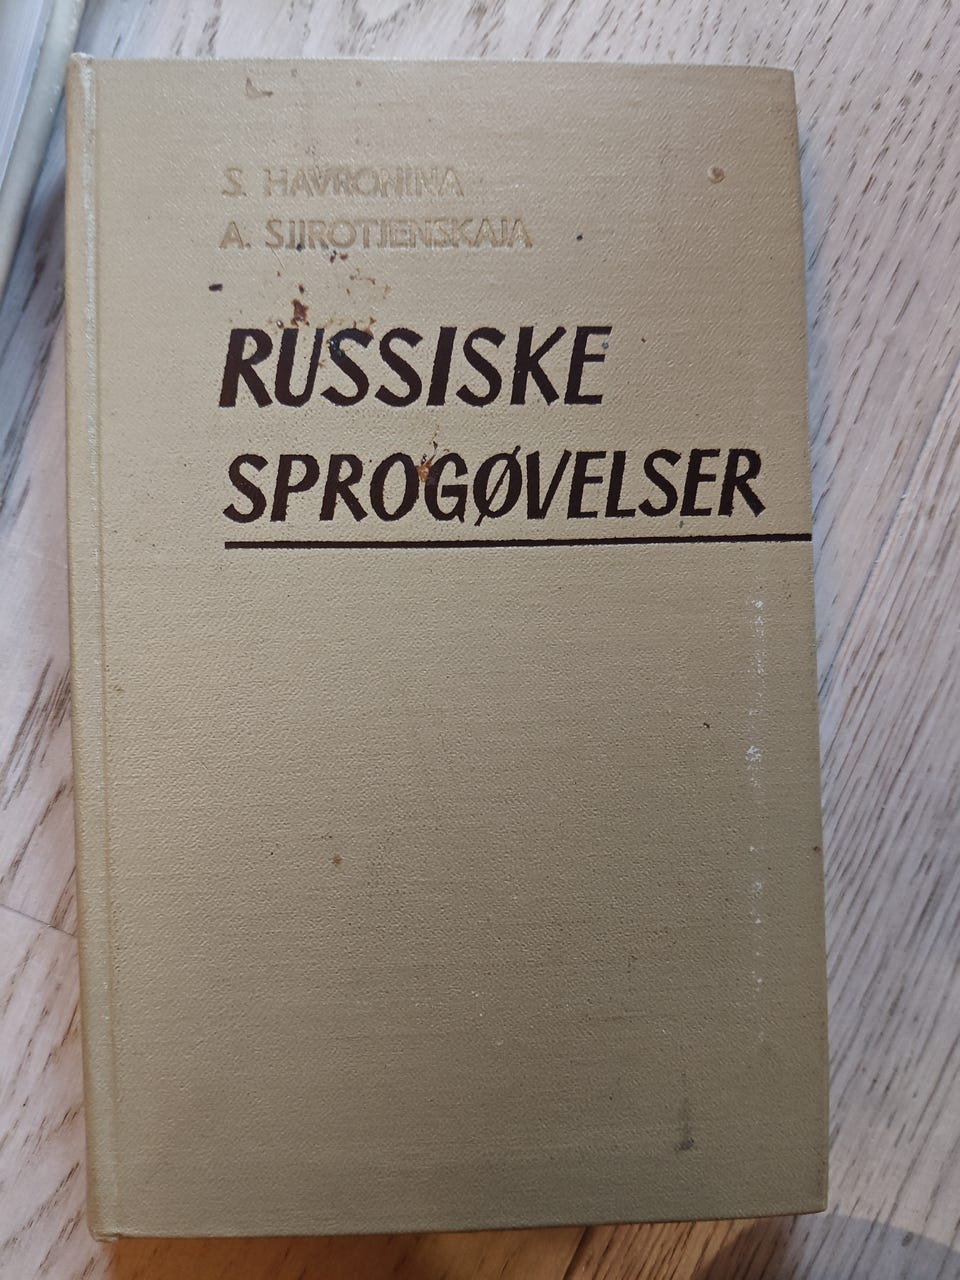 S. HAVRONINA
A. SJIROTJENSKAJA
RUSSISKE
SPROGØVELSER